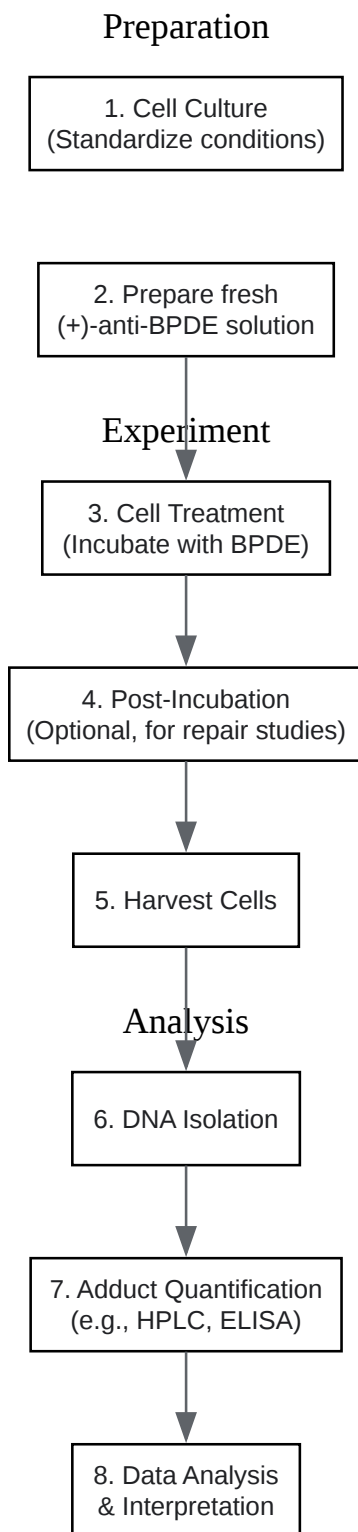 Preparation
1. Cell Culture
(Standardize conditions)
2. Prepare fresh
(+)-anti-BPDE solution
Experiment
3. Cell Treatment
(Incubate with BPDE)
4. Post-Incubation
(Optional, for repair studies)
5. Harvest Cells
Analysis
6. DNA Isolation
7. Adduct Quantification
(e.g., HPLC, ELISA)
8. Data Analysis
& Interpretation